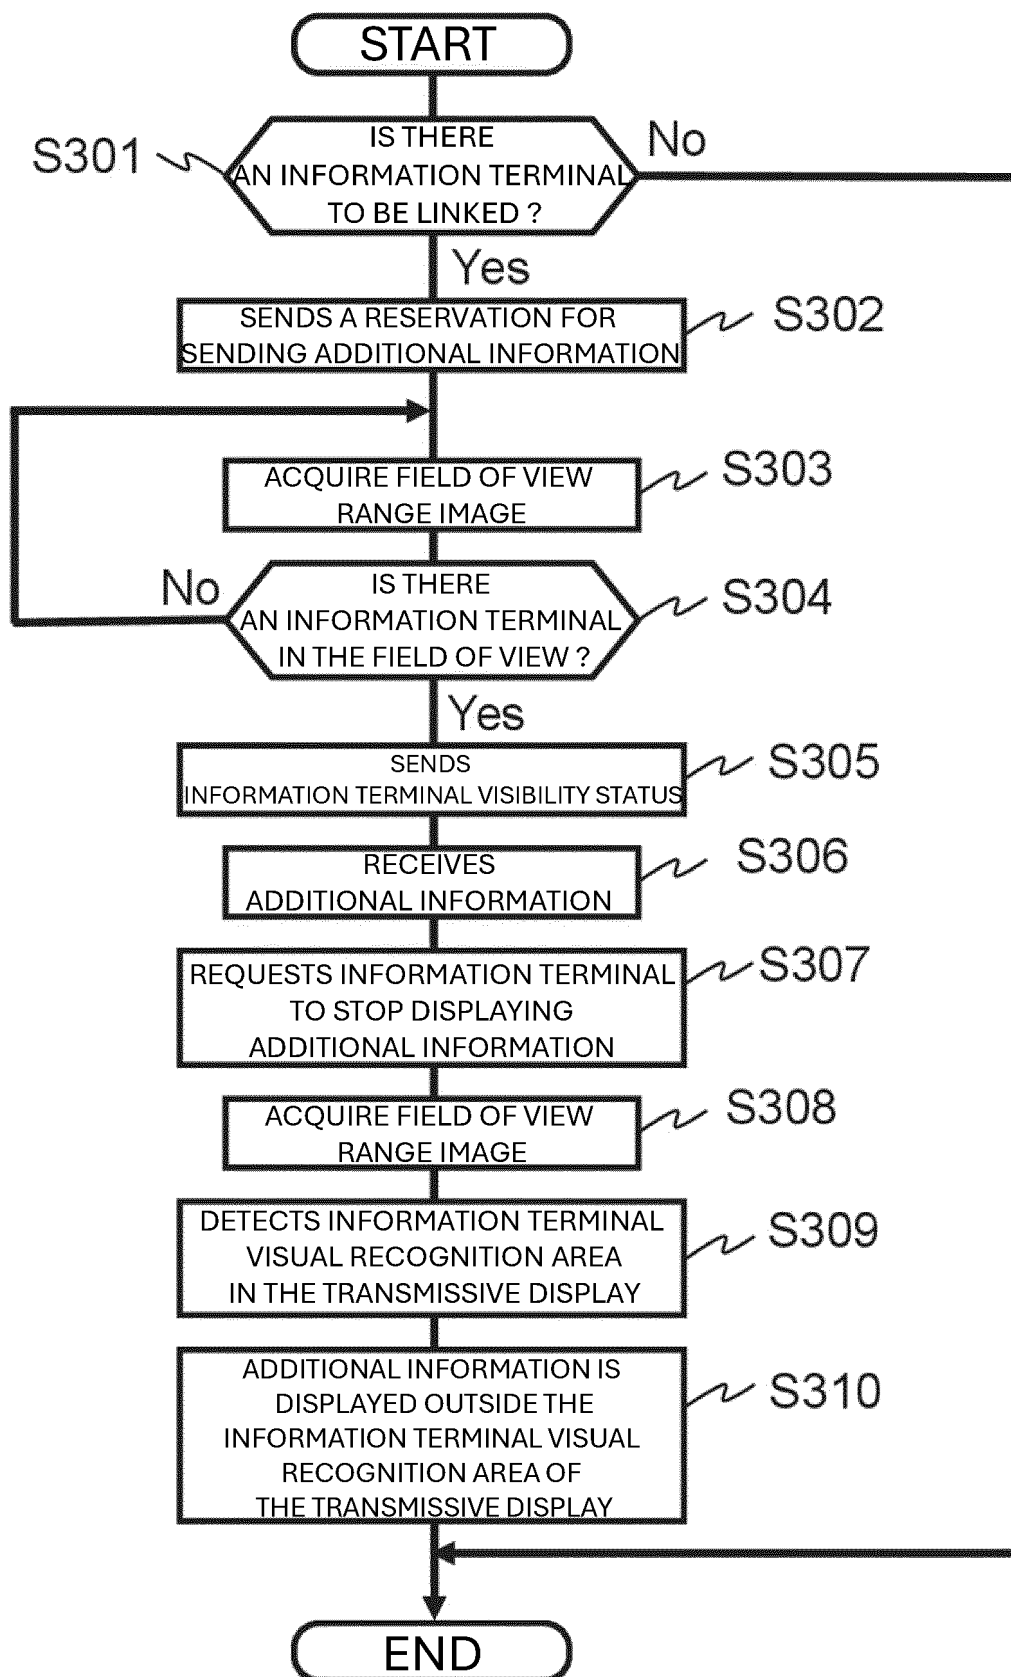 START
S301
IS THERE
AN INFORMATION TERMINAL
TO BE LINKED ?
No
Yes
SENDS A RESERVATION FOR
SENDING ADDITIONAL INFORMATION
S302
ACQUIRE FIELD OF VIEW
RANGE IMAGE
S303
IS THERE
AN INFORMATION TERMINAL
IN THE FIELD OF VIEW ?
S304
No
Yes
SENDS
INFORMATION TERMINAL VISIBILITY STATUS
S305
RECEIVES
ADDITIONAL INFORMATION
S306
REQUESTS INFORMATION TERMINAL
TO STOP DISPLAYING
ADDITIONAL INFORMATION
S307
ACQUIRE FIELD OF VIEW
RANGE IMAGE
S308
DETECTS INFORMATION TERMINAL
VISUAL RECOGNITION AREA
IN THE TRANSMISSIVE DISPLAY
S309
ADDITIONAL INFORMATION IS
DISPLAYED OUTSIDE THE
INFORMATION TERMINAL VISUAL
RECOGNITION AREA OF
THE TRANSMISSIVE DISPLAY
S310
END